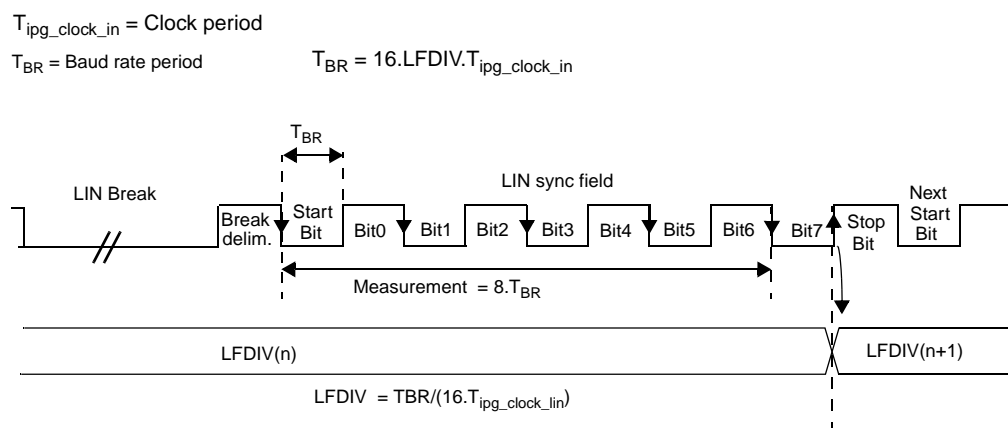 T_ipg_clock_in = Clock period
T_BR = Baud rate period
T_BR = 16.LFDIV.T_ipg_clock_in
T_BR
LIN Break
LIN sync field
Break delim.
Start Bit
Bit0
Bit1
Bit2
Bit3
Bit4
Bit5
Bit6
Bit7
Stop Bit
Next Start Bit
Measurement = 8.T_BR
LFDIV(n)
LFDIV(n+1)
LFDIV = TBR/(16.T_ipg_clock_lin)